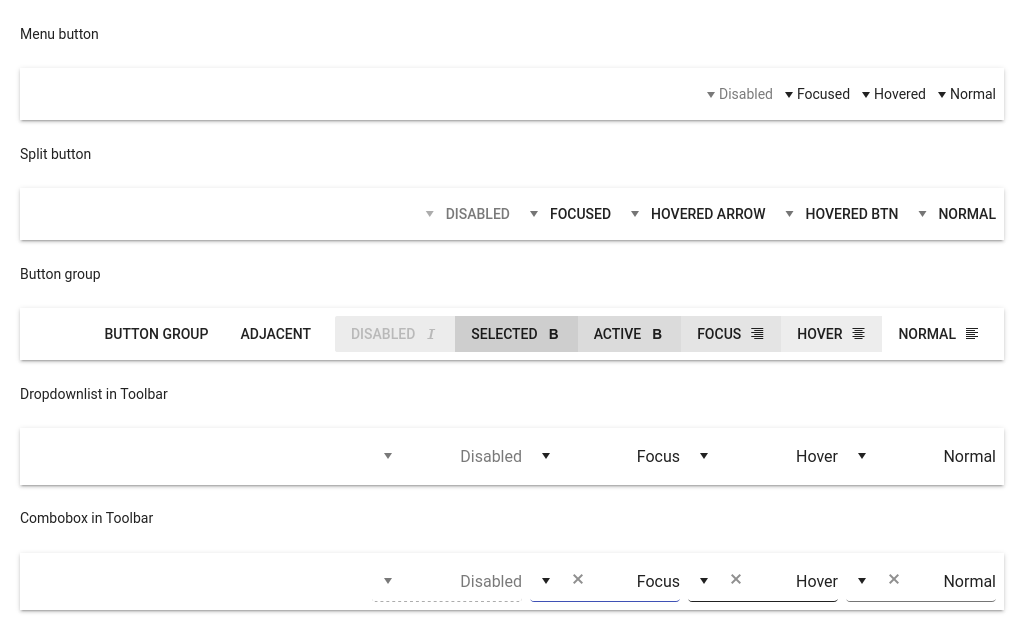 Menu button
Disabled Focused Hovered Normal
Split button
DISABLED FOCUSED HOVERED ARROW HOVERED BTN NORMAL
Button group
BUTTON GROUP ADJACENT DISABLED I SELECTED B ACTIVE B FOCUS HOVER NORMAL
Dropdownlist in Toolbar
Disabled Focus Hover Normal
Combobox in Toolbar
Disabled Focus Hover Normal